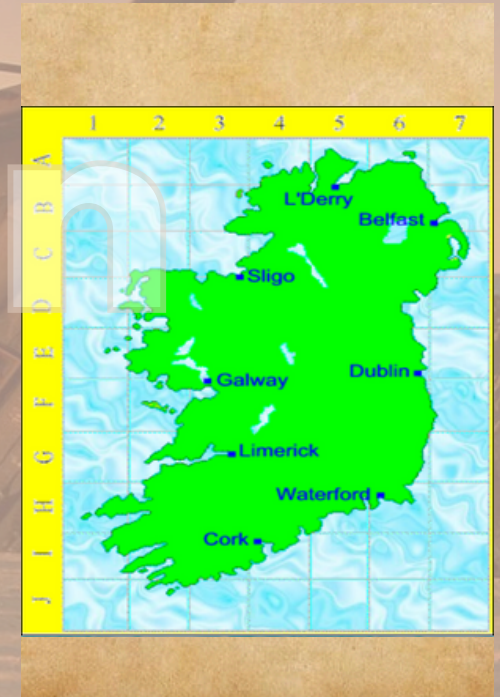 1 2 3 4 5 6 7
A
B
L'Derry
Belfast
C
Sligo
D
E
Dublin
Galway
F
Limerick
G
Waterford
H
Cork
I
J
n